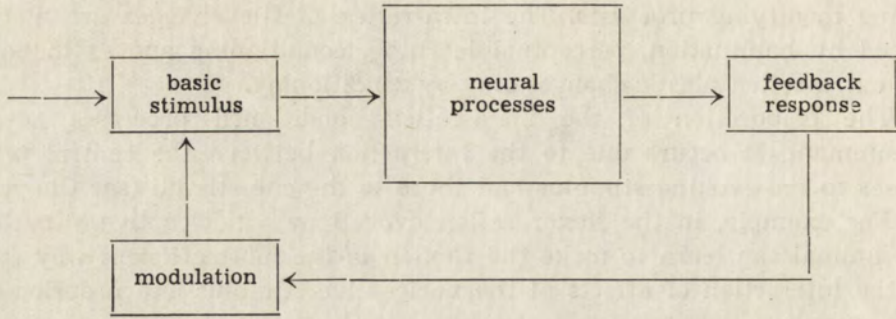 basic
stimulus
neural
processes
feedback
response
modulation